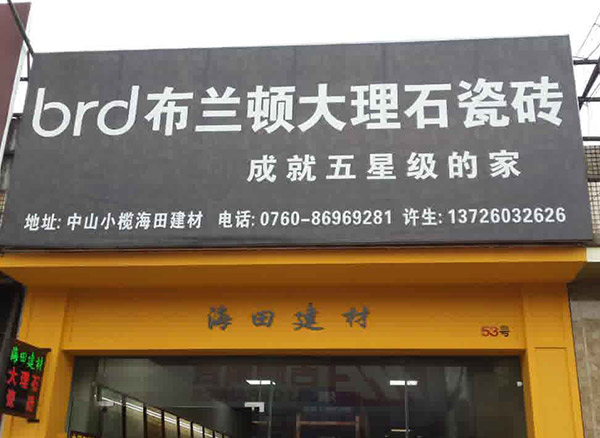 brd布兰顿大理石瓷砖
成就五星级的家
地址: 中山小榄海田建材 电话: 0760-86969281 许生: 13726032626
海田建材
53号
海田建材
大理石
瓷砖